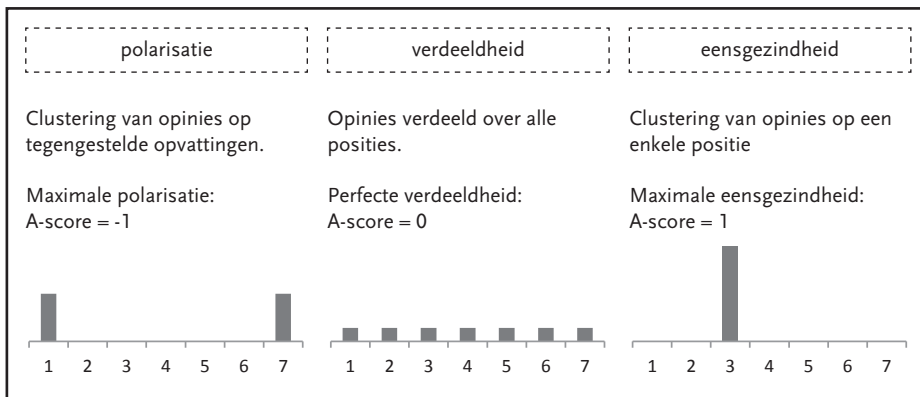 polarisatie
Clustering van opinies op
tegengestelde opvattingen.
Maximale polarisatie:
A-score = -1
1 2 3 4 5 6 7
verdeeldheid
Opinies verdeeld over alle
posities.
Perfecte verdeeldheid:
A-score = 0
1 2 3 4 5 6 7
eensgezindheid
Clustering van opinies op een
enkele positie
Maximale eensgezindheid:
A-score = 1
1 2 3 4 5 6 7